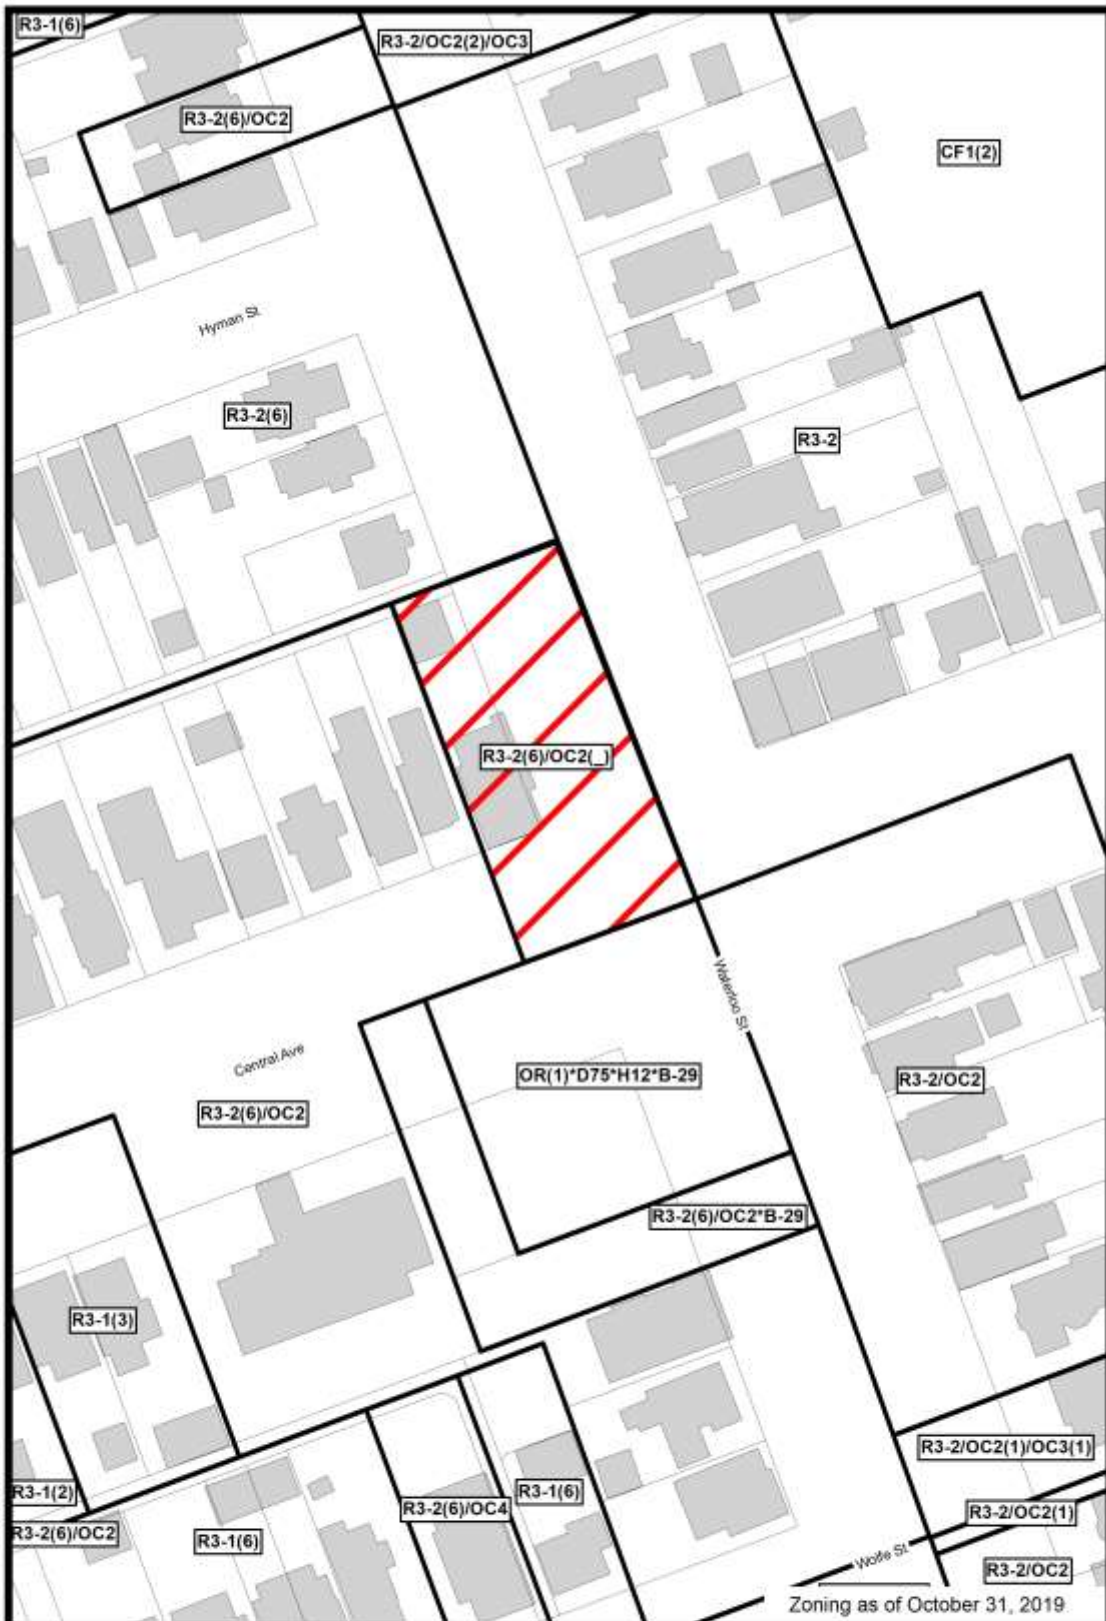 R3-1(6)
R3-2/OC2(2)/OC3
R3-2(6)/OC2
CF1(2)
Hyman St
R3-2(6)
R3-2
R3-2(6)/OC2(_)
Waterloo St
Central Ave
OR(1)*D75*H12*B-29
R3-2/OC2
R3-2(6)/OC2
R3-2(6)/OC2*B-29
R3-1(3)
R3-2/OC2(1)/OC3(1)
R3-1(2)
R3-1(6)
R3-2(6)/OC4
R3-2/OC2(1)
R3-2(6)/OC2
R3-1(6)
Wolfe St
R3-2/OC2
Zoning as of October 31, 2019